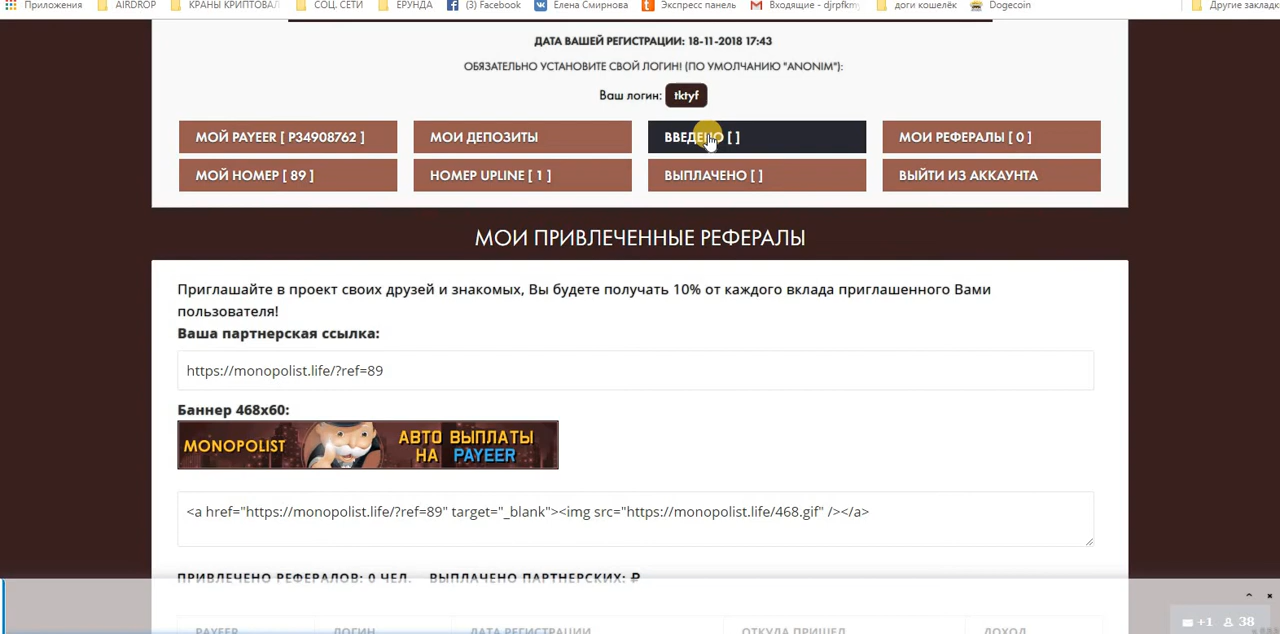 Приложения AIRDROP КРАНЫ КРИПТОВАЛ СОЦ. СЕТИ ЕРУНДА (3) Facebook Елена Смирнова Экспресс панель Входящие - djrpfkmy доги кошелёк Dogecoin Другие закладк
ДАТА ВАШЕЙ РЕГИСТРАЦИИ: 18-11-2018 17:43
ОБЯЗАТЕЛЬНО УСТАНОВИТЕ СВОЙ ЛОГИН! (ПО УМОЛЧАНИЮ "ANONIM"):
Ваш логин: tktyf
МОЙ PAYEER [ P34908762 ] МОИ ДЕПОЗИТЫ ВВЕДЕНО [ ] МОИ РЕФЕРАЛЫ [ 0 ]
МОЙ НОМЕР [ 89 ] НОМЕР UPLINE [ 1 ] ВЫПЛАЧЕНО [ ] ВЫЙТИ ИЗ АККАУНТА
МОИ ПРИВЛЕЧЕННЫЕ РЕФЕРАЛЫ
Приглашайте в проект своих друзей и знакомых, Вы будете получать 10% от каждого вклада приглашенного Вами
пользователя!
Ваша партнерская ссылка:
https://monopolist.life/?ref=89
Баннер 468x60:
MONOPOLIST АВТО ВЫПЛАТЫ
НА PAYEER
<a href="https://monopolist.life/?ref=89" target="_blank"><img src="https://monopolist.life/468.gif" /></a>
ПРИВЛЕЧЕНО РЕФЕРАЛОВ: 0 ЧЕЛ. ВЫПЛАЧЕНО ПАРТНЕРСКИХ: ₽
+1 38
PAYEER ЛОГИН ДАТА РЕГИСТРАЦИИ ОТКУДА ПРИШЕЛ ДОХОД